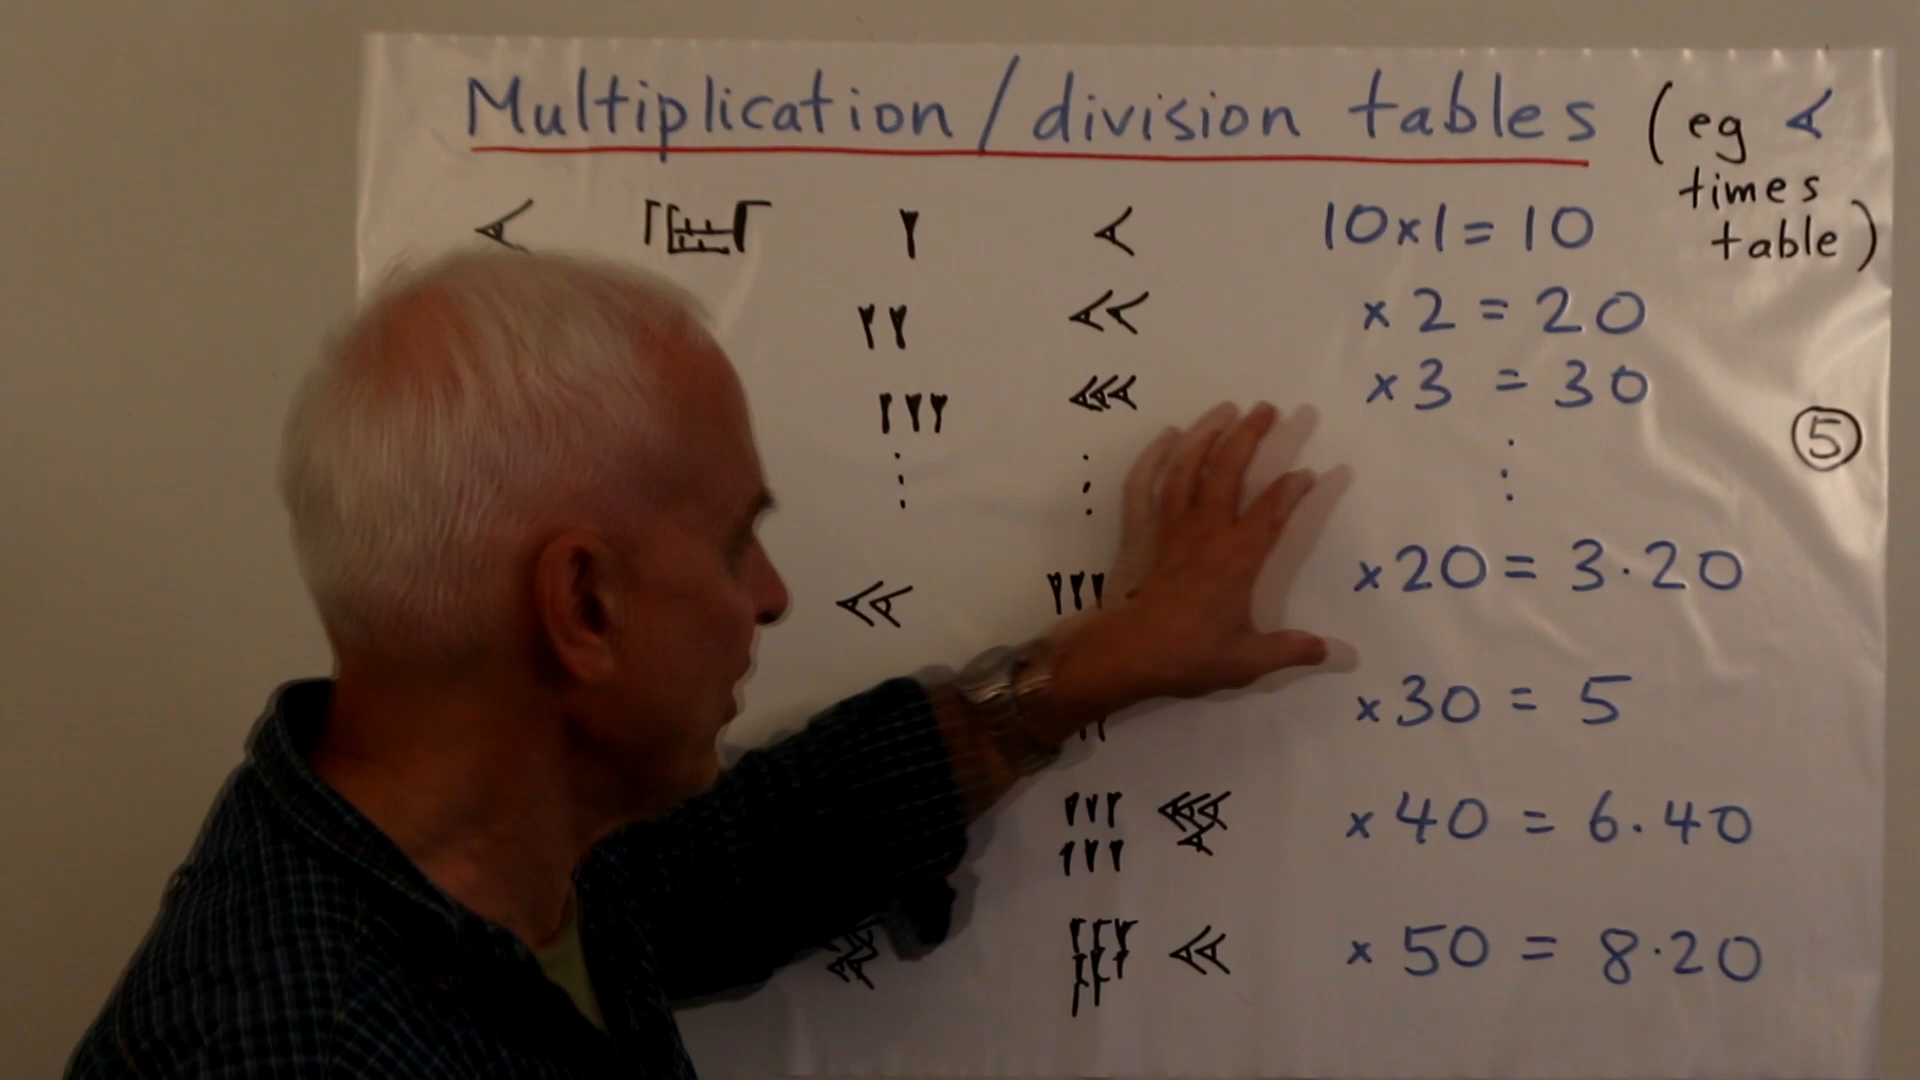 Multiplication / division tables (eg 𒌋
times
table)
𒌋 𒁹 𒌋 10×1 = 10
𒈫 𒎙 × 2 = 20
𒐈 𒌍 × 3 = 30
⋮ ⋮ ⋮
⑤
𒎙 𒐈 × 20 = 3·20
× 30 = 5
𒐋 𒐏 × 40 = 6·40
𒐍 𒎙 × 50 = 8·20